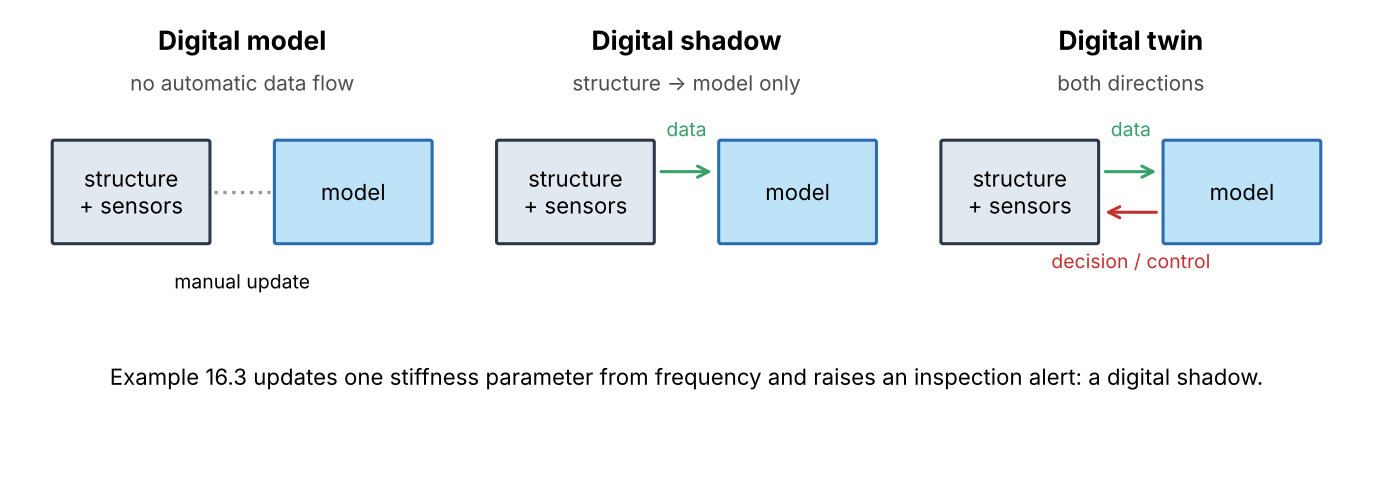 Digital model
no automatic data flow
structure
+ sensors
model
manual update
Digital shadow
structure → model only
data
structure
+ sensors
model
Digital twin
both directions
data
structure
+ sensors
model
decision / control
Example 16.3 updates one stiffness parameter from frequency and raises an inspection alert: a digital shadow.